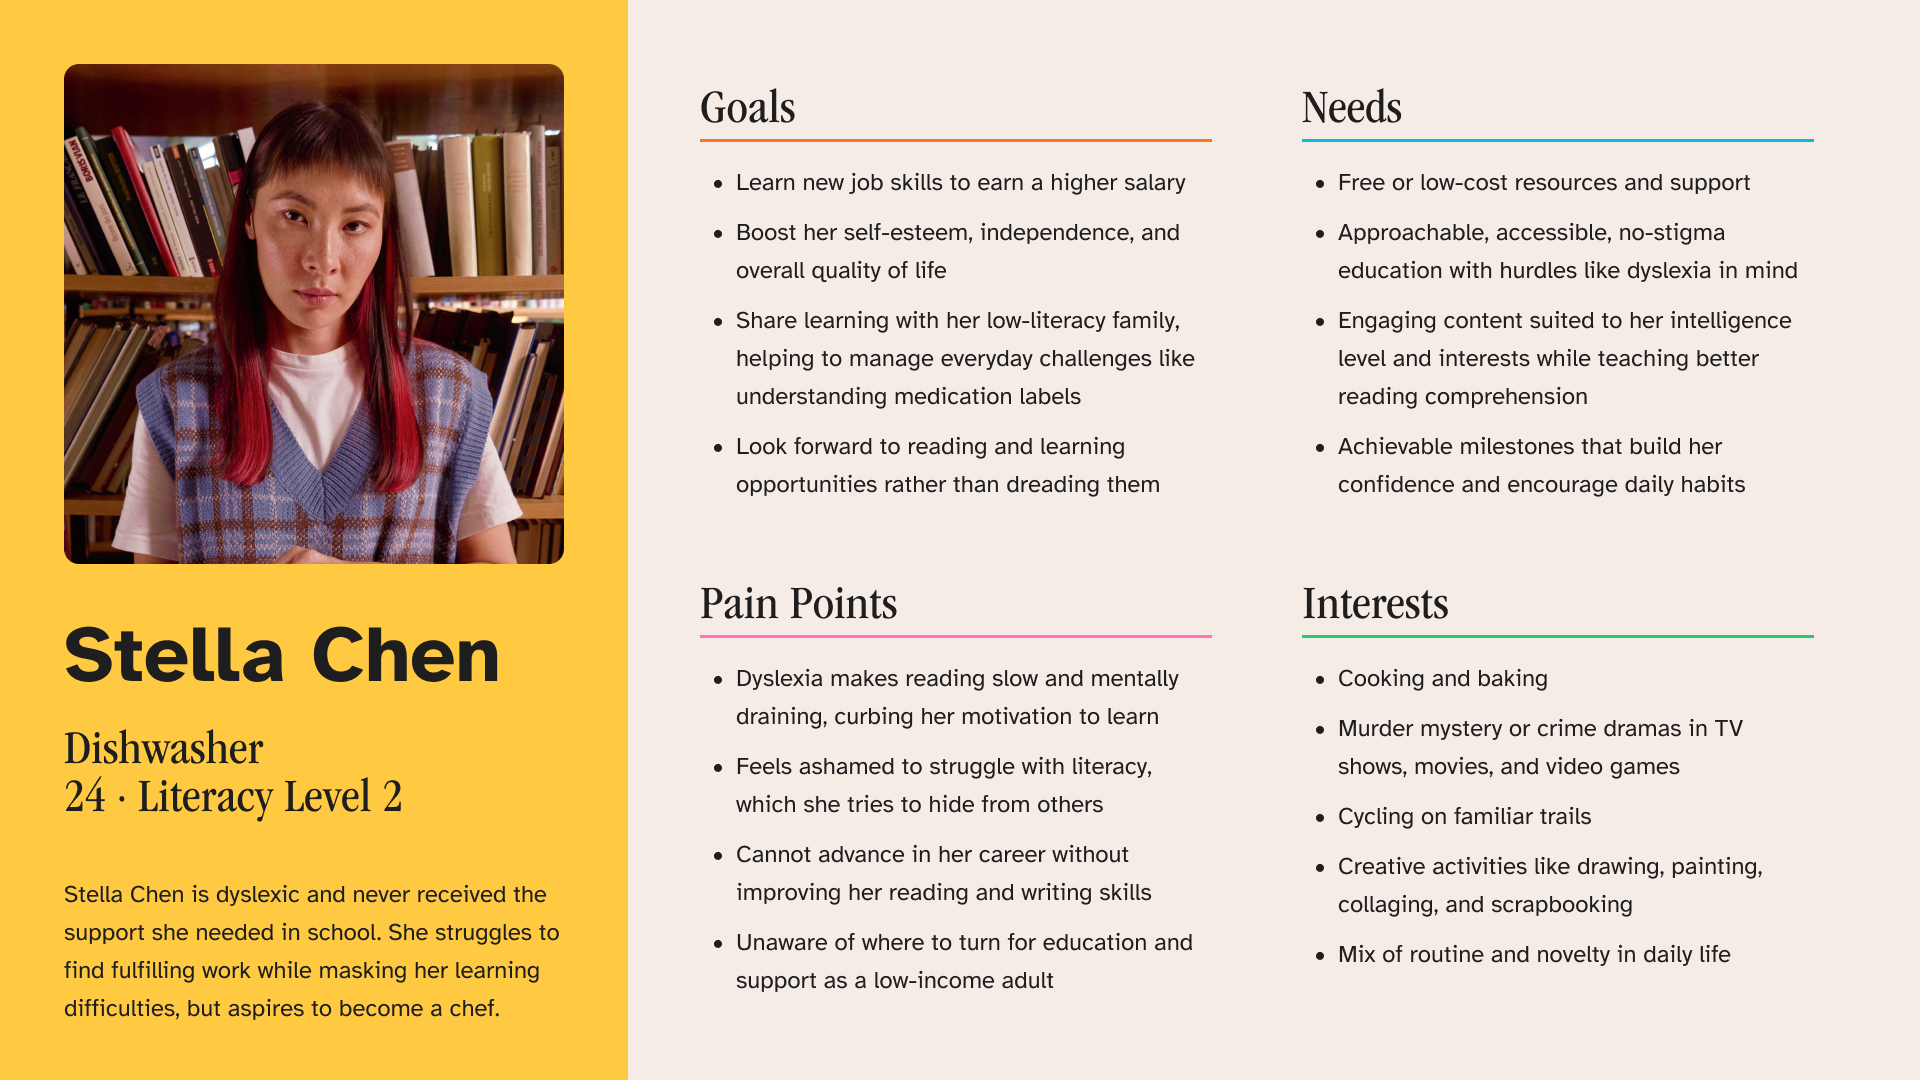 BORIS VIAN
Stella Chen
Dishwasher
24 · Literacy Level 2
Stella Chen is dyslexic and never received the
support she needed in school. She struggles to
find fulfilling work while masking her learning
difficulties, but aspires to become a chef.
Goals
• Learn new job skills to earn a higher salary
• Boost her self-esteem, independence, and
overall quality of life
• Share learning with her low-literacy family,
helping to manage everyday challenges like
understanding medication labels
• Look forward to reading and learning
opportunities rather than dreading them
Needs
• Free or low-cost resources and support
• Approachable, accessible, no-stigma
education with hurdles like dyslexia in mind
• Engaging content suited to her intelligence
level and interests while teaching better
reading comprehension
• Achievable milestones that build her
confidence and encourage daily habits
Pain Points
• Dyslexia makes reading slow and mentally
draining, curbing her motivation to learn
• Feels ashamed to struggle with literacy,
which she tries to hide from others
• Cannot advance in her career without
improving her reading and writing skills
• Unaware of where to turn for education and
support as a low-income adult
Interests
• Cooking and baking
• Murder mystery or crime dramas in TV
shows, movies, and video games
• Cycling on familiar trails
• Creative activities like drawing, painting,
collaging, and scrapbooking
• Mix of routine and novelty in daily life